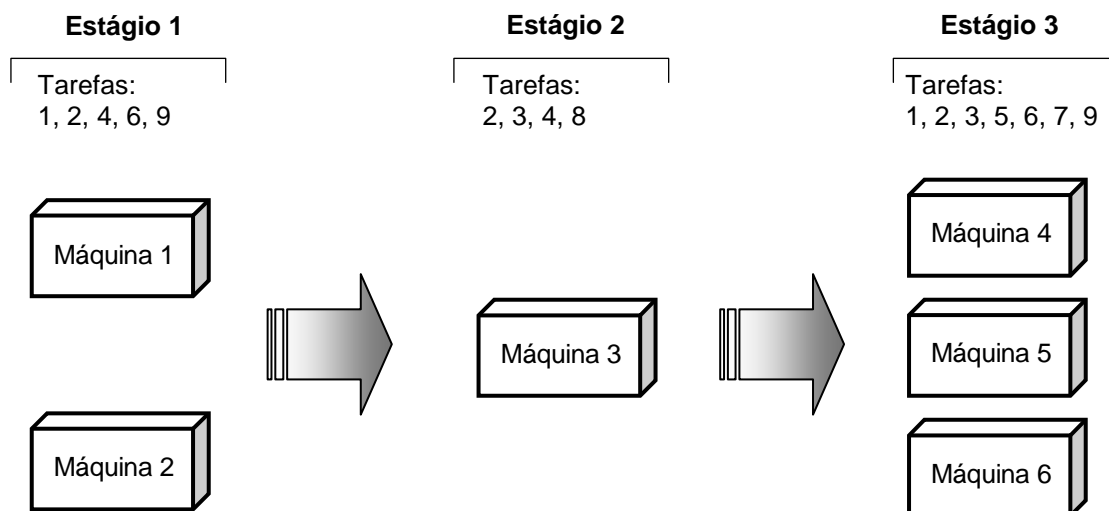 Estágio 1
Tarefas:
1, 2, 4, 6, 9
Máquina 1
Máquina 2
Estágio 2
Tarefas:
2, 3, 4, 8
Máquina 3
Estágio 3
Tarefas:
1, 2, 3, 5, 6, 7, 9
Máquina 4
Máquina 5
Máquina 6